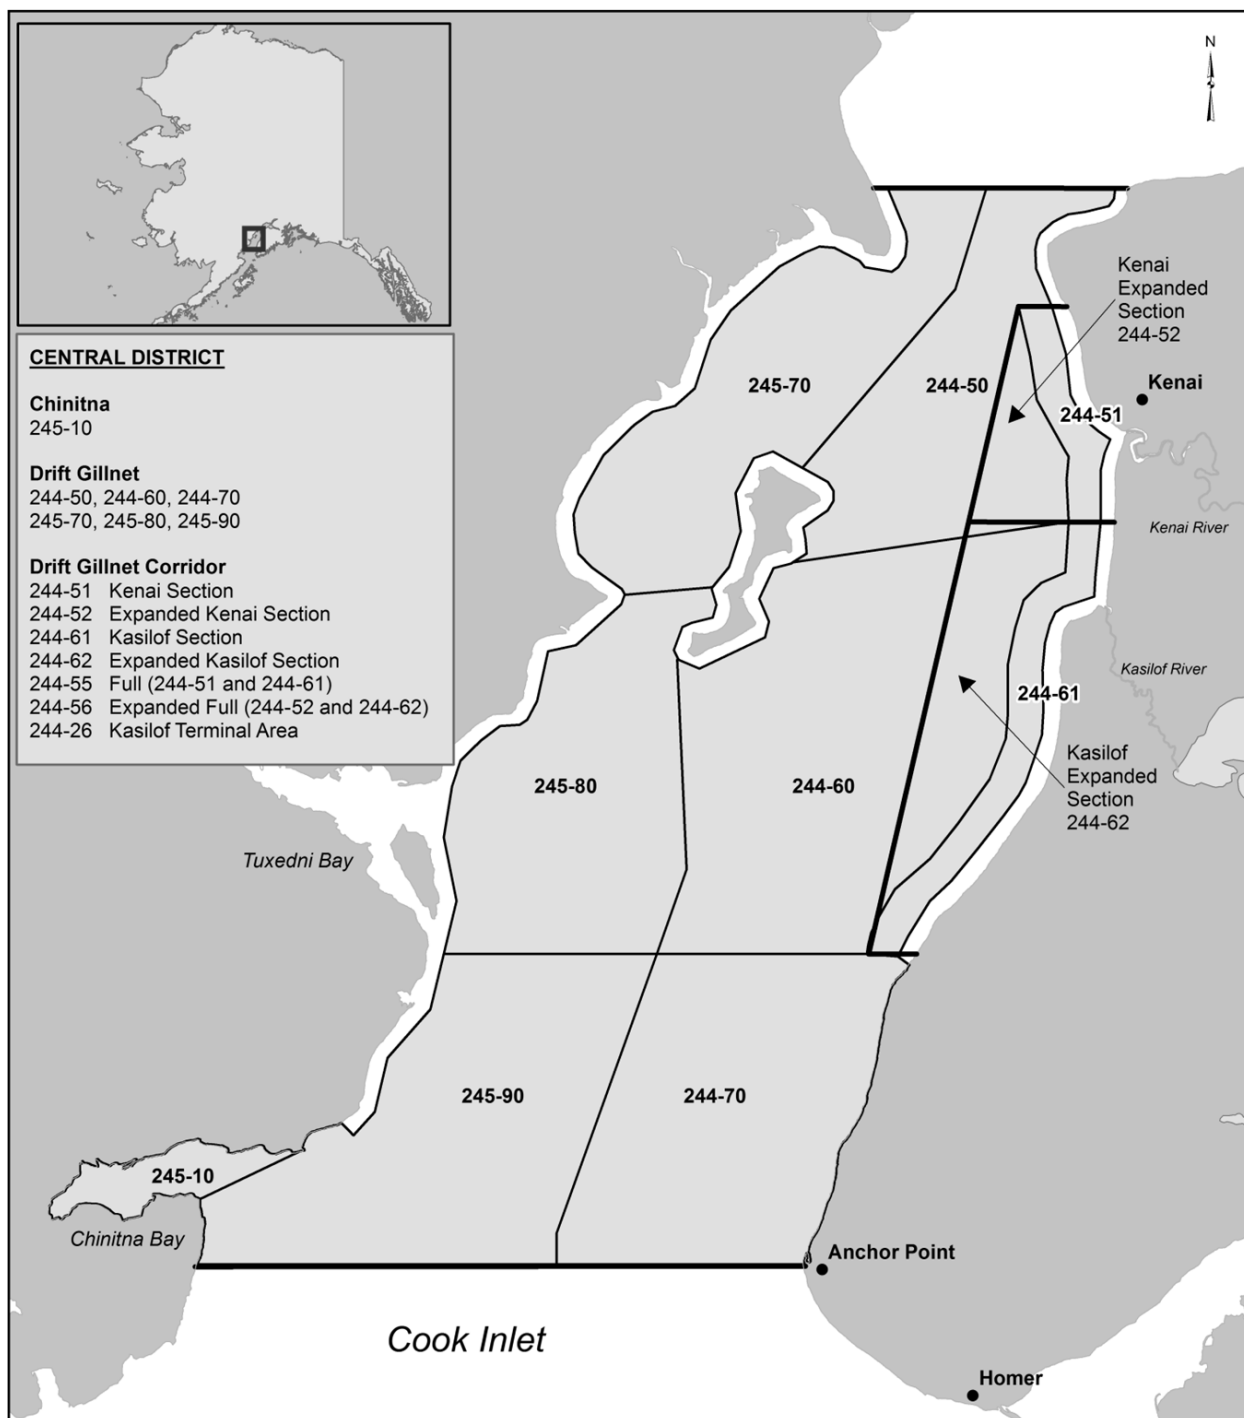 N
CENTRAL DISTRICT
Chinitna
245-10
Drift Gillnet
244-50, 244-60, 244-70
245-70, 245-80, 245-90
Drift Gillnet Corridor
244-51 Kenai Section
244-52 Expanded Kenai Section
244-61 Kasilof Section
244-62 Expanded Kasilof Section
244-55 Full (244-51 and 244-61)
244-56 Expanded Full (244-52 and 244-62)
244-26 Kasilof Terminal Area
Kenai
Expanded
Section
244-52
245-70
244-50
Kenai
244-51
Kenai River
Kasilof River
244-61
Kasilof
Expanded
Section
244-62
245-80
244-60
Tuxedni Bay
245-90
244-70
245-10
Chinitna Bay
Anchor Point
Cook Inlet
Homer